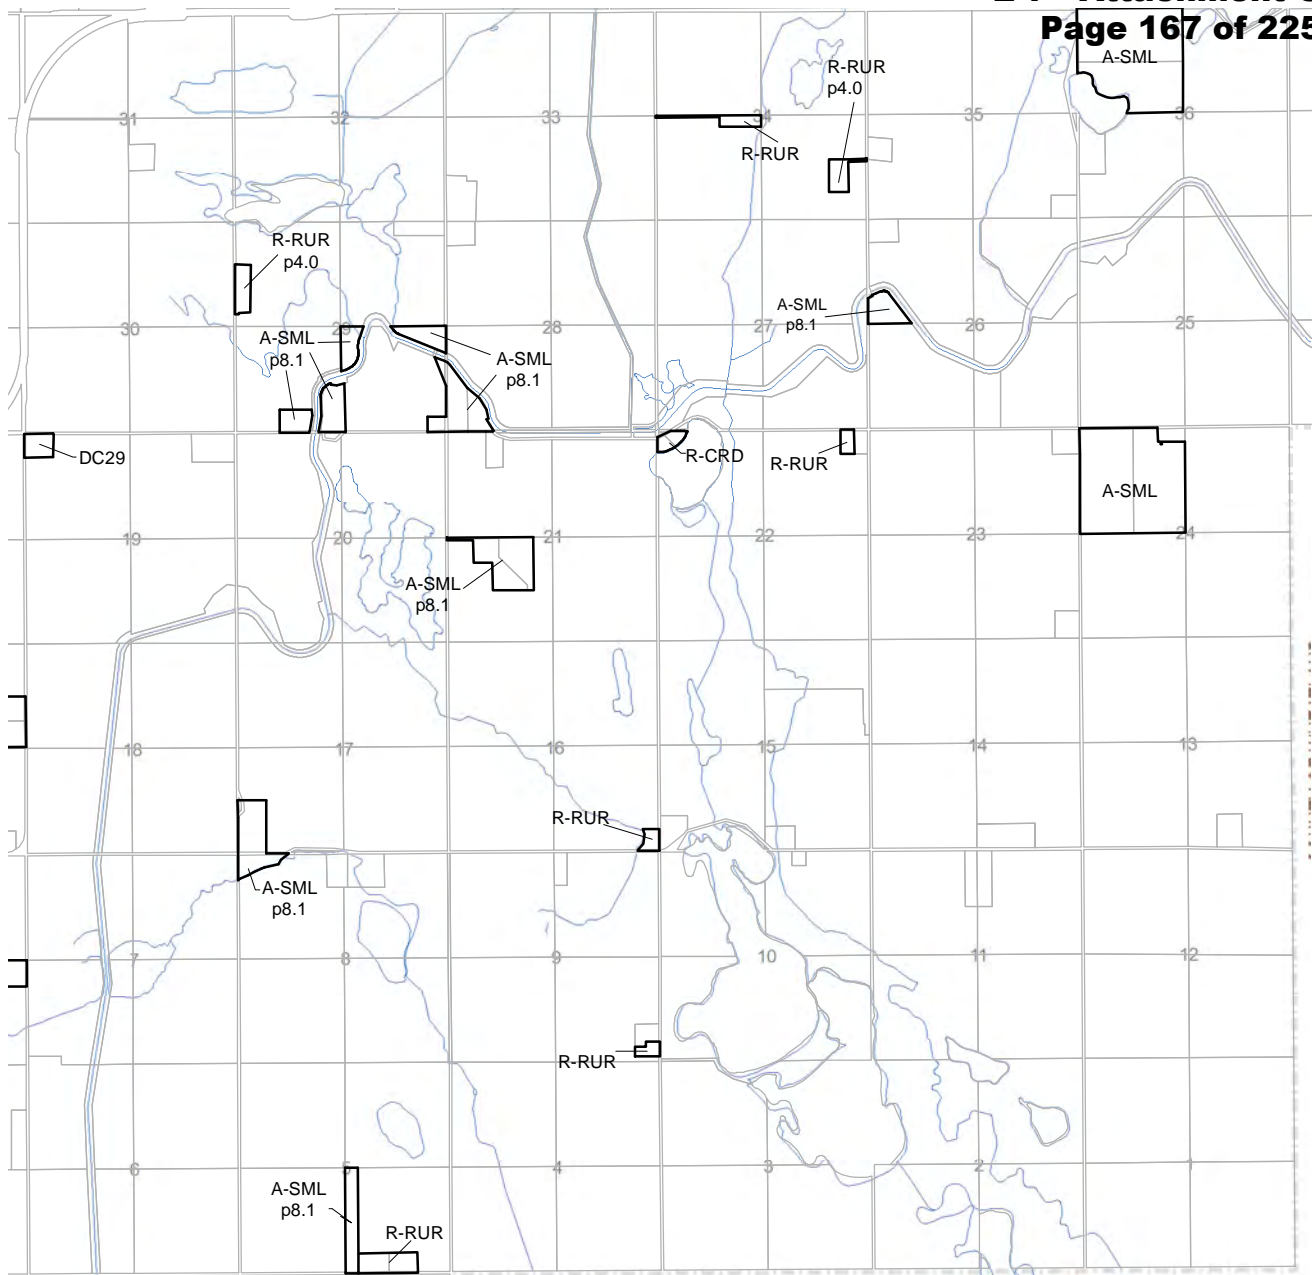 Page 167 of 225
A-SML
R-RUR
p4.0
31
32
33
34
35
36
R-RUR
R-RUR
p4.0
A-SML
p8.1
30
29
28
27
26
25
A-SML
p8.1
A-SML
p8.1
DC29
R-CRD
R-RUR
A-SML
19
20
21
22
23
24
A-SML
p8.1
18
17
16
15
14
13
R-RUR
A-SML
p8.1
7
8
9
10
11
12
R-RUR
6
5
4
3
2
1
A-SML
p8.1
R-RUR